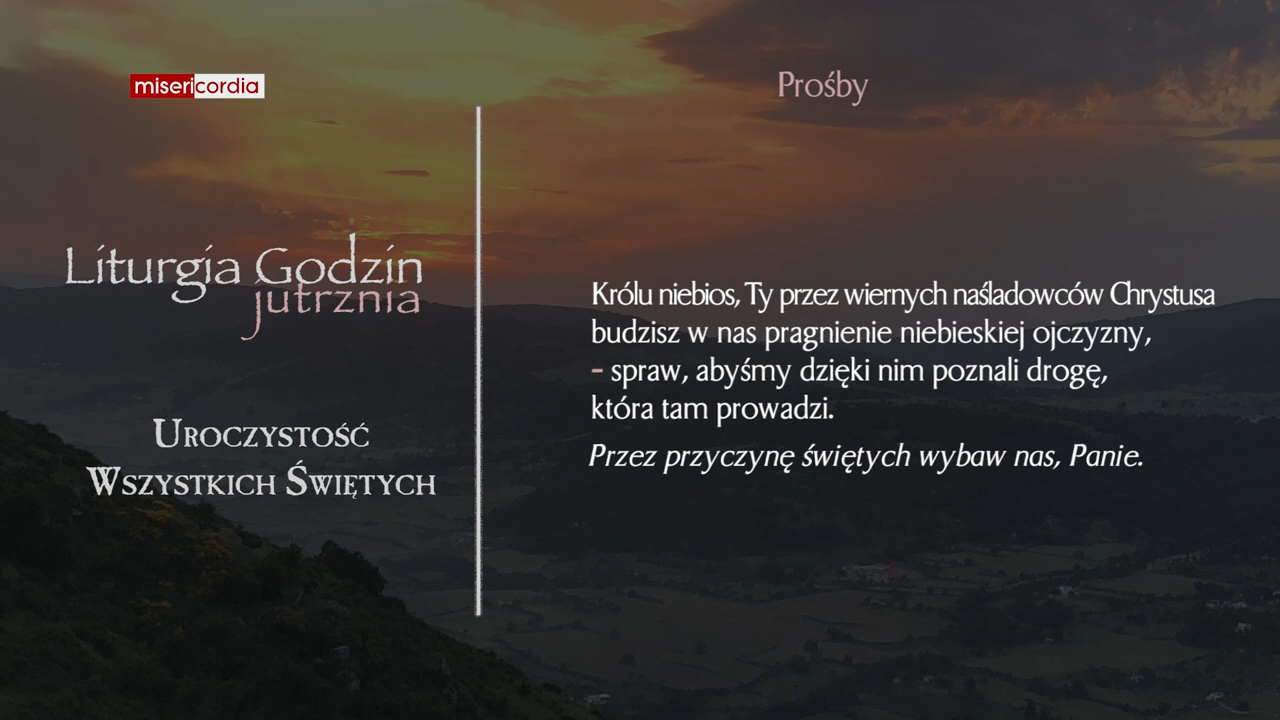 misericordia
Liturgia Godzin
jutrznia
Uroczystość
Wszystkich Świętych
Prośby
Królu niebios, Ty przez wiernych naśladowców Chrystusa
budzisz w nas pragnienie niebieskiej ojczyzny,
- spraw, abyśmy dzięki nim poznali drogę,
która tam prowadzi.
Przez przyczynę świętych wybaw nas, Panie.